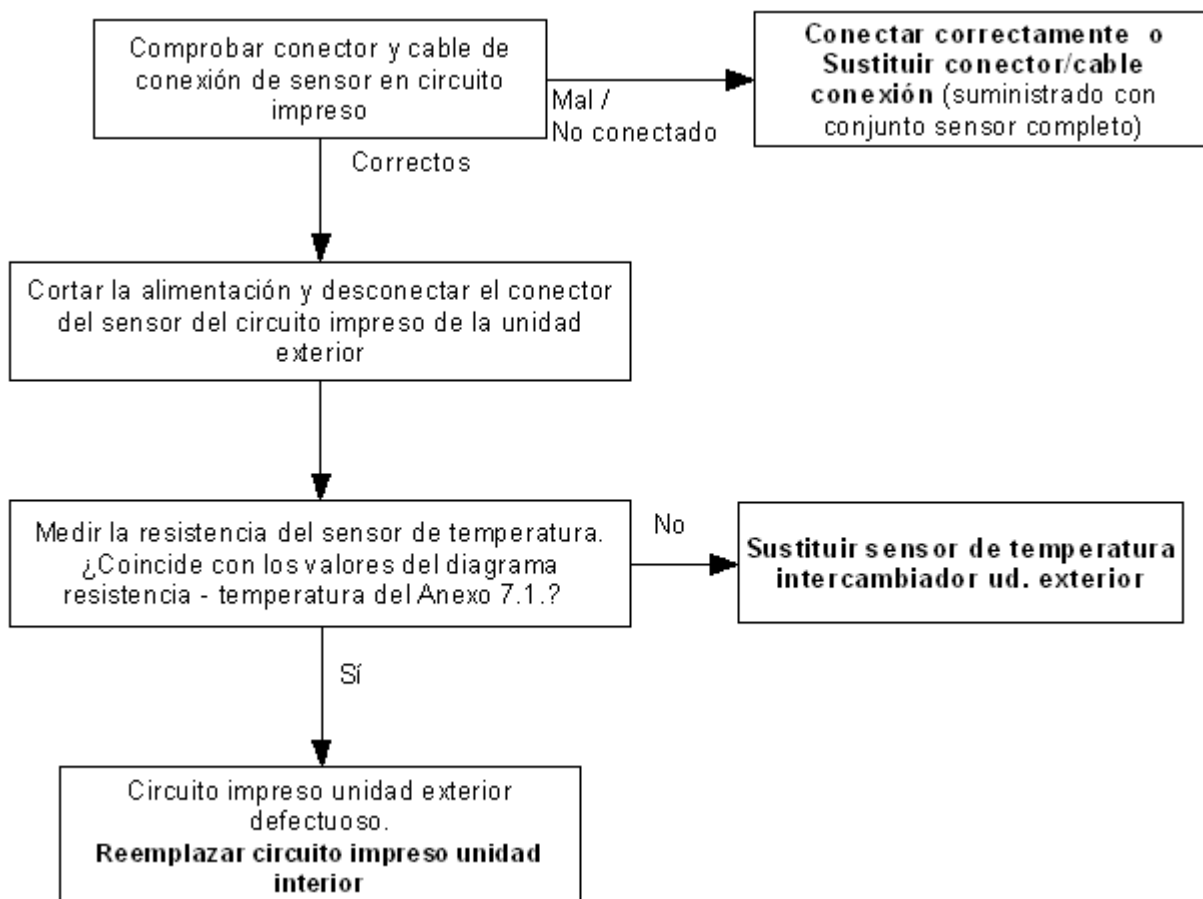 Comprobar conector y cable de
conexión de sensor en circuito
impreso
Conectar correctamente o
Sustituir conector/cable
conexión (suministrado con
conjunto sensor completo)
Mal /
No conectado
Correctos
Cortar la alimentación y desconectar el conector
del sensor del circuito impreso de la unidad
exterior
Medir la resistencia del sensor de temperatura.
¿Coincide con los valores del diagrama
resistencia - temperatura del Anexo 7.1.?
No
Sustituir sensor de temperatura
intercambiador ud. exterior
Sí
Circuito impreso unidad exterior
defectuoso.
Reemplazar circuito impreso unidad
interior